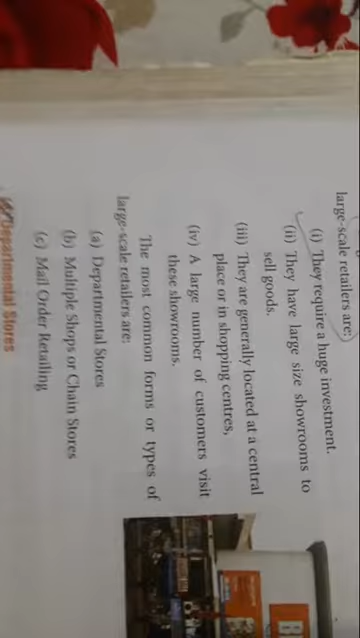 large-scale retailers are:
(i) They require a huge investment.
(ii) They have large size showrooms to
sell goods.
(iii) They are generally located at a central
place or in shopping centres,
(iv) A large number of customers visit
these showrooms.
The most common forms or types of
large-scale retailers are:
(a) Departmental Stores
(b) Multiple Shops or Chain Stores
(c) Mail Order Retailing
Departmental Stores